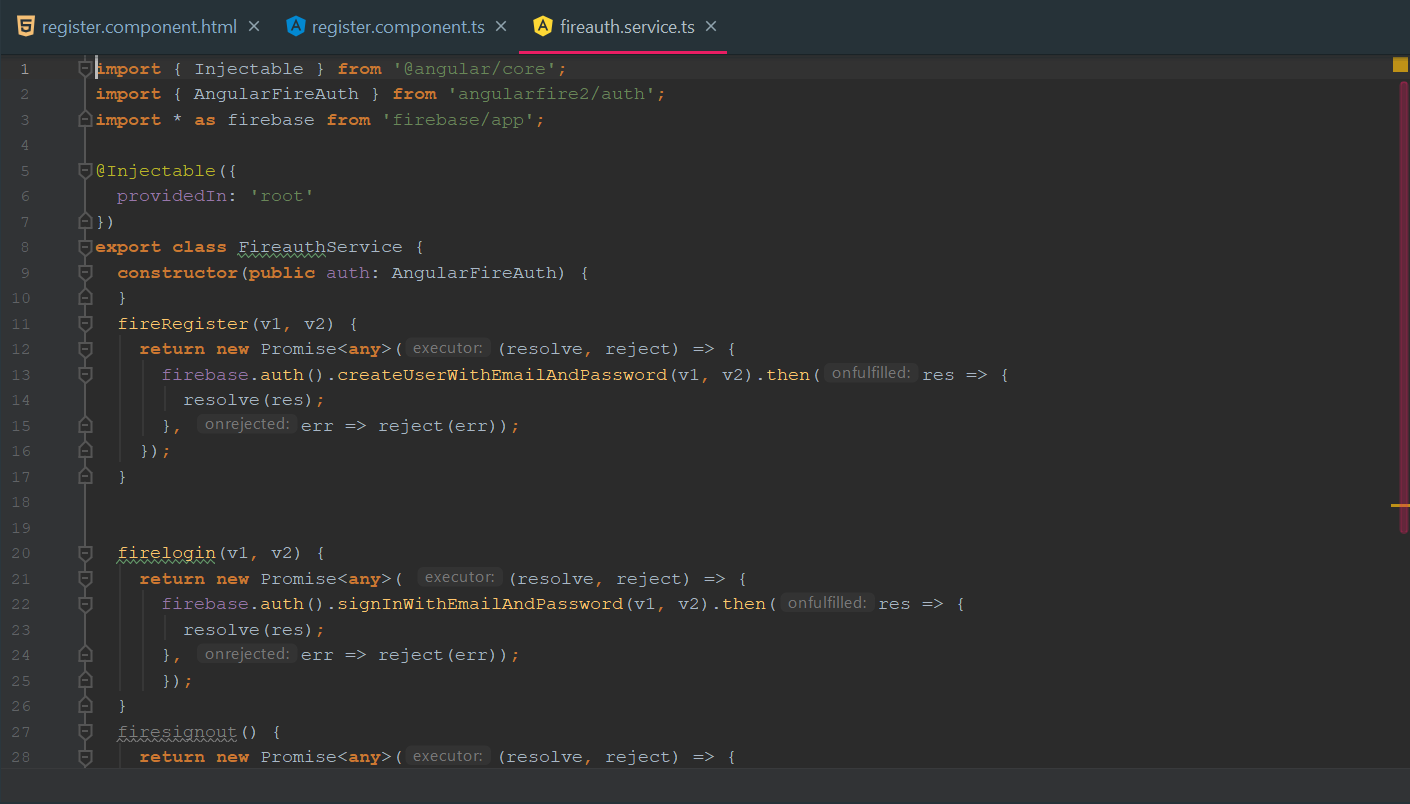 register.component.html × register.component.ts × fireauth.service.ts ×
1 import { Injectable } from '@angular/core';
2 import { AngularFireAuth } from 'angularfire2/auth';
3 import * as firebase from 'firebase/app';
4
5 @Injectable({
6   providedIn: 'root'
7 })
8 export class FireauthService {
9   constructor(public auth: AngularFireAuth) {
10   }
11   fireRegister(v1, v2) {
12     return new Promise<any>( executor: (resolve, reject) => {
13       firebase.auth().createUserWithEmailAndPassword(v1, v2).then( onfulfilled: res => {
14         resolve(res);
15       }, onrejected: err => reject(err));
16     });
17   }
18
19
20   firelogin(v1, v2) {
21     return new Promise<any>( executor: (resolve, reject) => {
22       firebase.auth().signInWithEmailAndPassword(v1, v2).then( onfulfilled: res => {
23         resolve(res);
24       }, onrejected: err => reject(err));
25       });
26   }
27   firesignout() {
28     return new Promise<any>( executor: (resolve, reject) => {